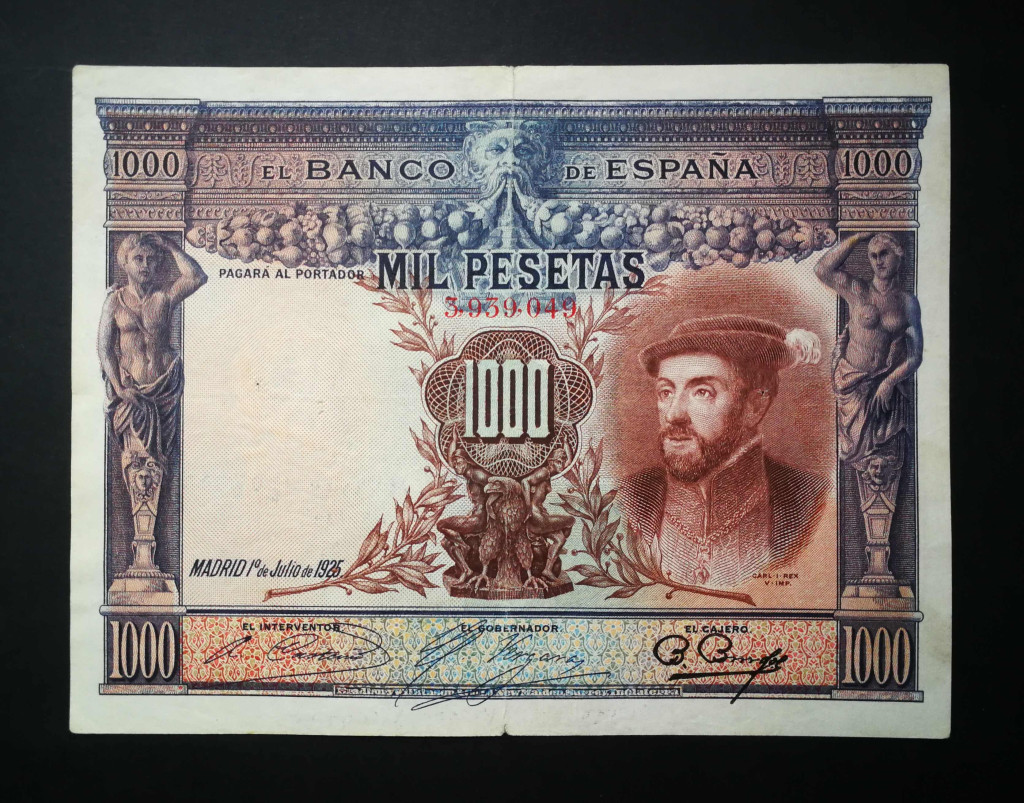 1000 EL BANCO DE ESPAÑA 1000
PAGARÁ AL PORTADOR MIL PESETAS
3,939,049
1000
MADRID 1º de Julio de 1925
CARL·I·REX
V·IMP.
EL INTERVENTOR EL GOBERNADOR. EL CAJERO.
1000 1000